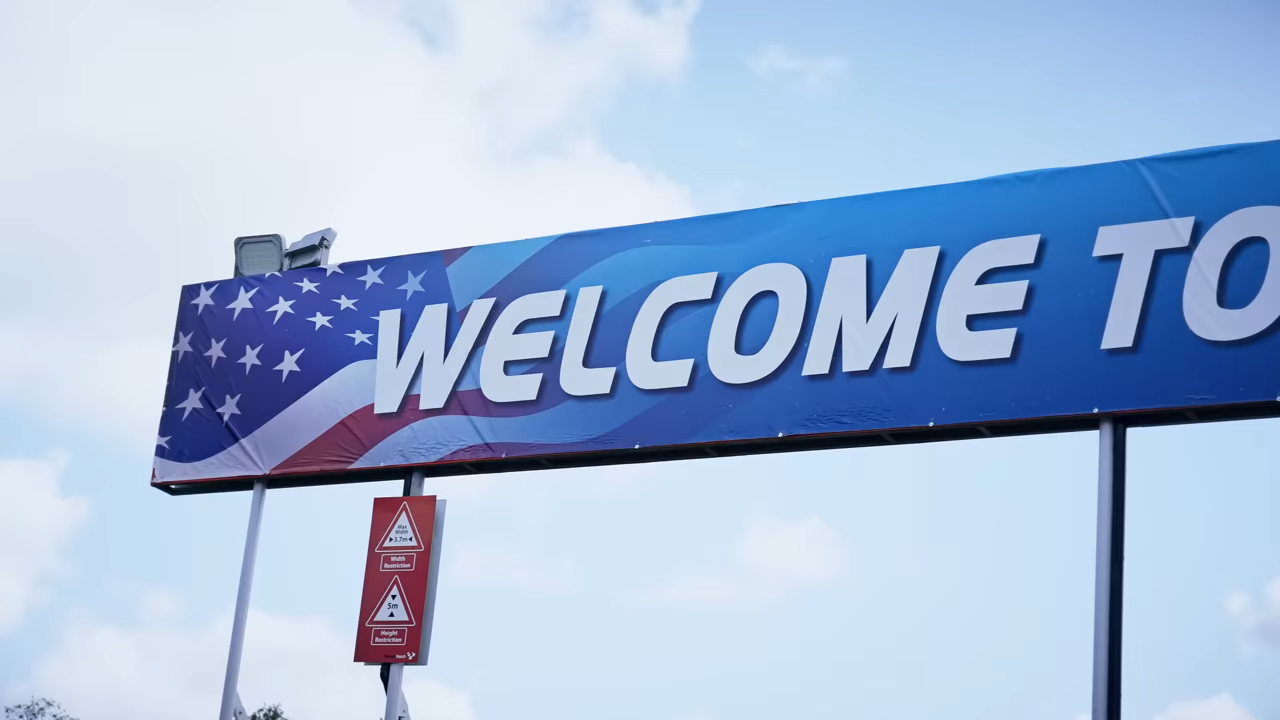 WELCOME TO
Max
Width
3.7m
Width
Restriction
5m
Height
Restriction